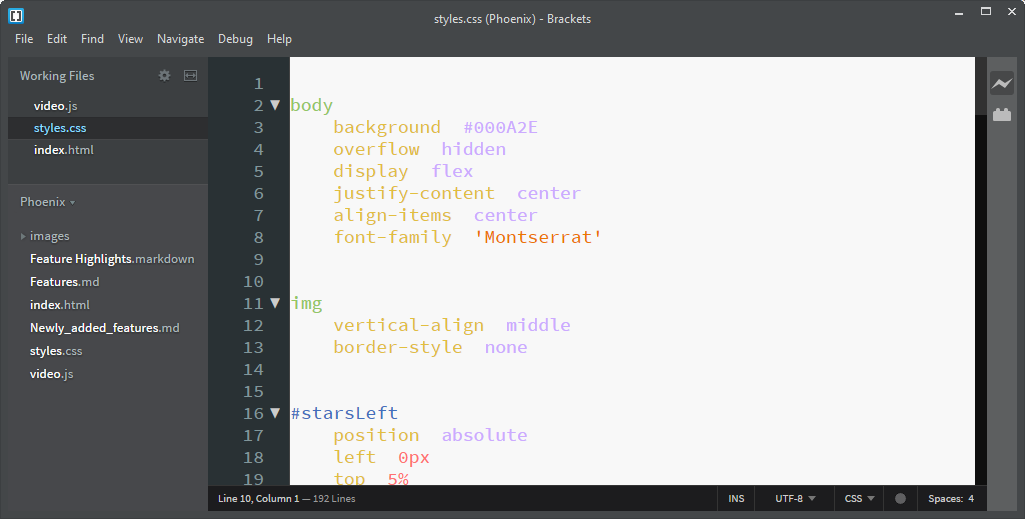 styles.css (Phoenix) - Brackets
File Edit Find View Navigate Debug Help
Working Files
video.js
styles.css
index.html
Phoenix
images
Feature Highlights.markdown
Features.md
index.html
Newly_added_features.md
styles.css
video.js
1
2 body
3 background #000A2E
4 overflow hidden
5 display flex
6 justify-content center
7 align-items center
8 font-family 'Montserrat'
9
10
11 img
12 vertical-align middle
13 border-style none
14
15
16 #starsLeft
17 position absolute
18 left 0px
19 top 5%
Line 10, Column 1 — 192 Lines INS UTF-8 CSS Spaces: 4